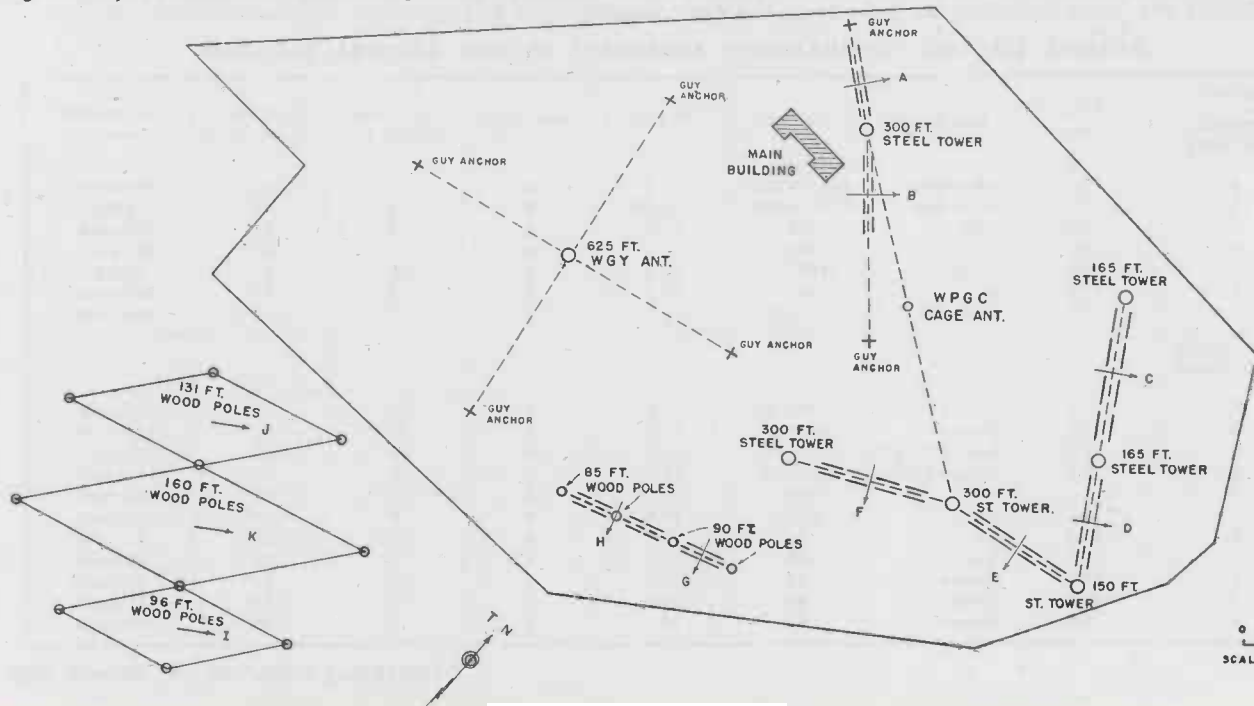 GUY
ANCHOR
A
GUY
ANCHOR
300 FT.
STEEL TOWER
MAIN
BUILDING
GUY ANCHOR
B
625 FT.
WGY ANT.
165 FT.
STEEL TOWER
WPGC
CAGE ANT.
GUY ANCHOR
GUY
ANCHOR
C
131 FT.
WOOD POLES
J
GUY
ANCHOR
300 FT.
STEEL TOWER
165 FT.
STEEL TOWER
85 FT.
WOOD POLES
160 FT.
WOOD POLES
K
F
300 FT.
ST. TOWER.
H
90 FT.
WOOD POLES
D
G
E
150 FT.
ST. TOWER
96 FT.
WOOD POLES
I
T N
0
SCAL